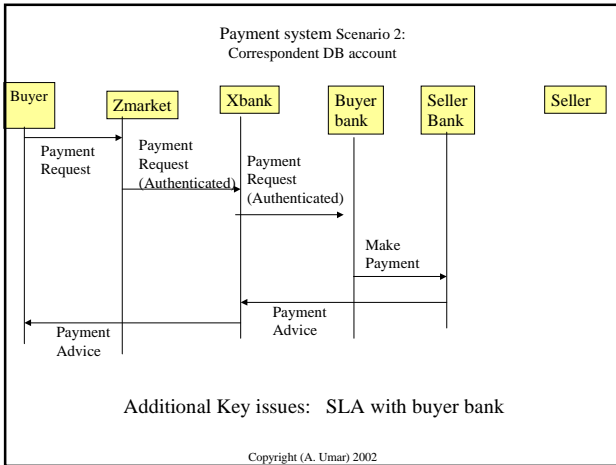 Payment system Scenario 2:
Correspondent DB account
Buyer
Zmarket
Xbank
Buyer
bank
Seller
Bank
Seller
Payment
Request
Payment
Request
(Authenticated)
Payment
Request
(Authenticated)
Make
Payment
Payment
Advice
Payment
Advice
Additional Key issues: SLA with buyer bank
Copyright (A. Umar) 2002